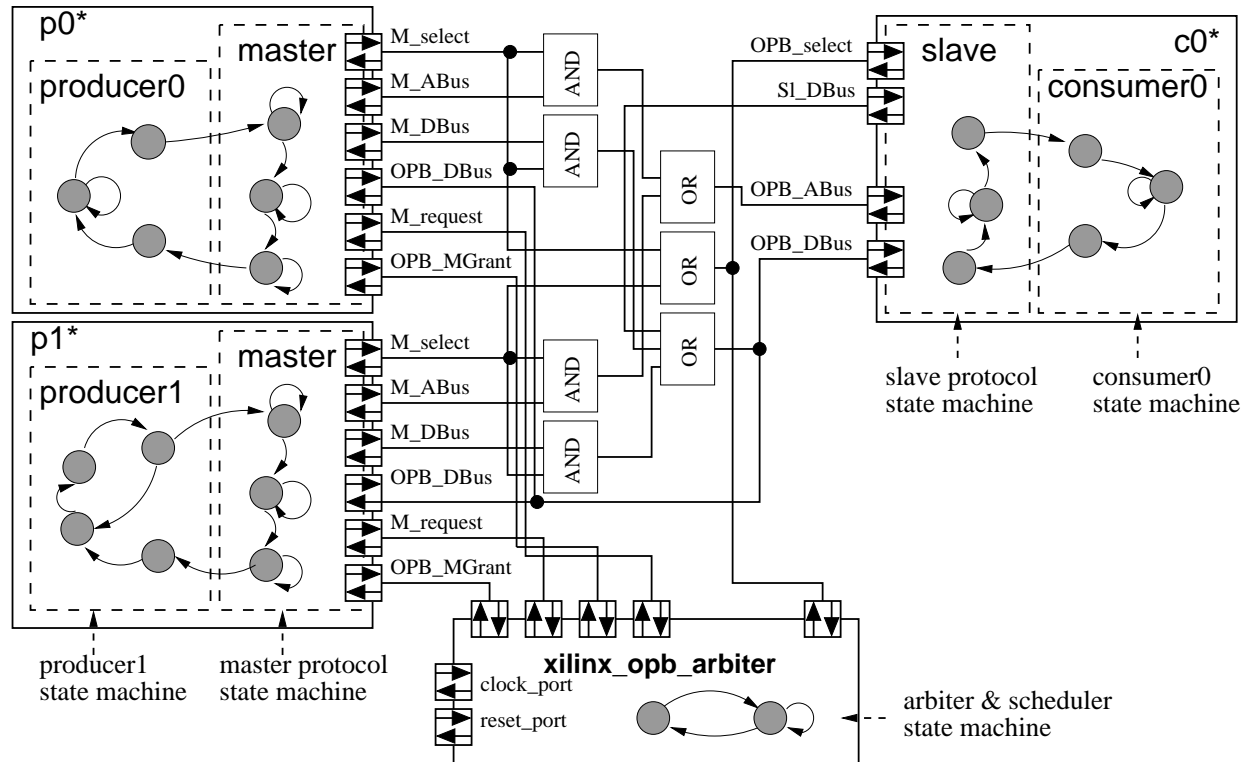 p0*
master
producer0
M_select
M_ABus
M_DBus
OPB_DBus
M_request
OPB_MGrant
p1*
master
producer1
M_select
M_ABus
M_DBus
OPB_DBus
M_request
OPB_MGrant
producer1
state machine
master protocol
state machine
AND
AND
AND
AND
OR
OR
OR
OPB_select
Sl_DBus
OPB_ABus
OPB_DBus
slave
c0*
consumer0
slave protocol
state machine
consumer0
state machine
xilinx_opb_arbiter
clock_port
reset_port
arbiter & scheduler
state machine